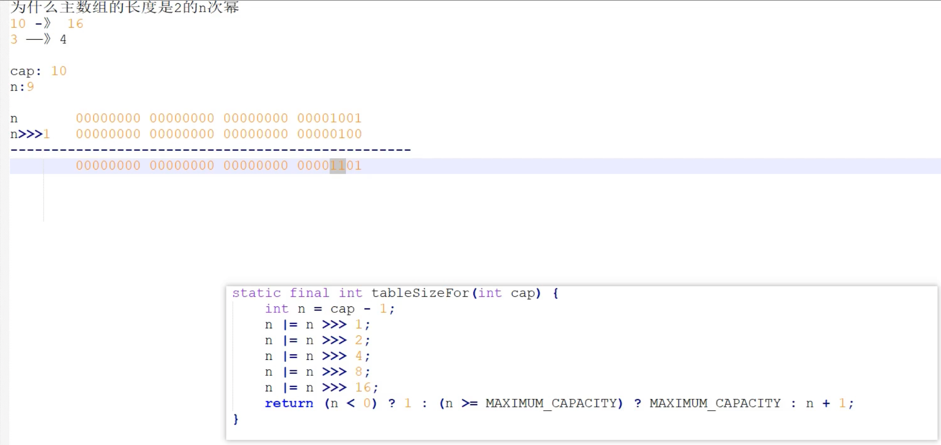 为什么主数组的长度是2的n次幂
10 -》 16
3 ——》4
cap: 10
n:9
n 00000000 00000000 00000000 00001001
n>>>1 00000000 00000000 00000000 00000100
-------------------------------------------------
00000000 00000000 00000000 00001101
static final int tableSizeFor(int cap) {
int n = cap - 1;
n |= n >>> 1;
n |= n >>> 2;
n |= n >>> 4;
n |= n >>> 8;
n |= n >>> 16;
return (n < 0) ? 1 : (n >= MAXIMUM_CAPACITY) ? MAXIMUM_CAPACITY : n + 1;
}